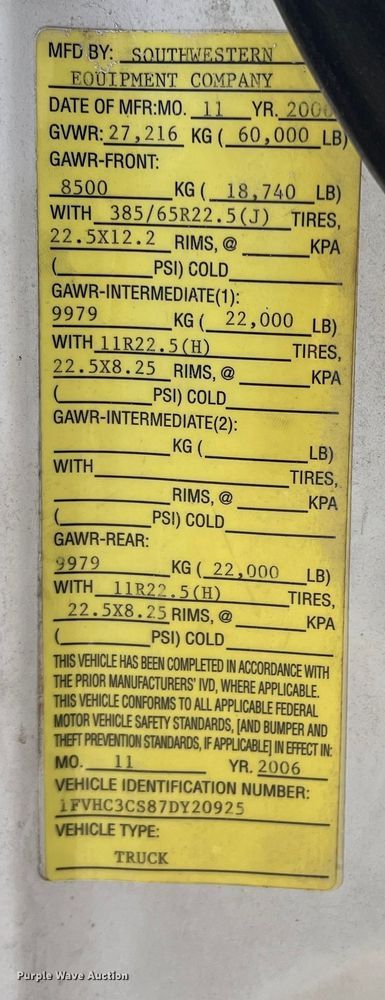 MFD BY: SOUTHWESTERN
EQUIPMENT COMPANY
DATE OF MFR:MO. 11 YR. 2006
GVWR: 27,216 KG ( 60,000 LB)
GAWR-FRONT:
8500 KG ( 18,740 LB)
WITH 385/65R22.5(J) TIRES,
22.5X12.2 RIMS, @ KPA
( PSI) COLD
GAWR-INTERMEDIATE(1):
9979 KG ( 22,000 LB)
WITH 11R22.5(H) TIRES,
22.5X8.25 RIMS, @ KPA
( PSI) COLD
GAWR-INTERMEDIATE(2):
KG ( LB)
WITH TIRES,
RIMS, @ KPA
( PSI) COLD
GAWR-REAR:
9979 KG ( 22,000 LB)
WITH 11R22.5(H) TIRES,
22.5X8.25 RIMS, @ KPA
( PSI) COLD
THIS VEHICLE HAS BEEN COMPLETED IN ACCORDANCE WITH
THE PRIOR MANUFACTURERS' IVD, WHERE APPLICABLE.
THIS VEHICLE CONFORMS TO ALL APPLICABLE FEDERAL
MOTOR VEHICLE SAFETY STANDARDS, [AND BUMPER AND
THEFT PREVENTION STANDARDS, IF APPLICABLE] IN EFFECT IN:
MO. 11 YR. 2006
VEHICLE IDENTIFICATION NUMBER:
1FVHC3CS87DY20925
VEHICLE TYPE:
TRUCK
Purple Wave Auction